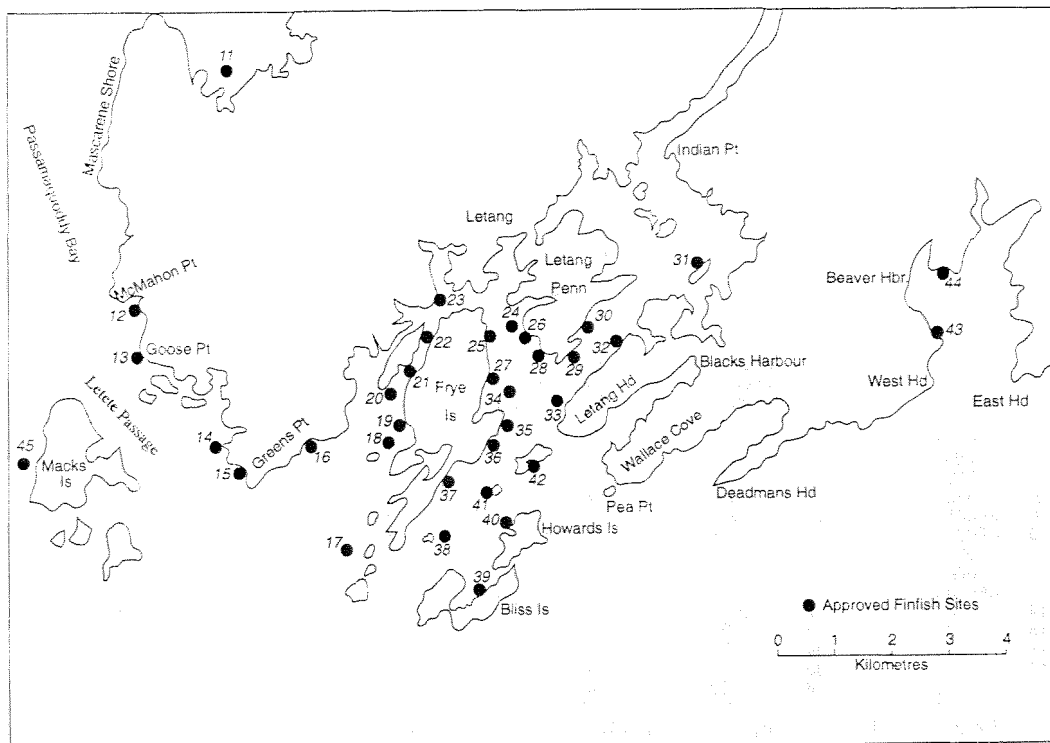 11
Mascarene Shore
Passamaquoddy Bay
Indian Pt
Letang
Letang
Penn
31
Beaver Hbr.
44
McMahon Pt
12
23
24
26
30
43
13
Goose Pt
22
25
28
29
32
Blacks Harbour
21
27
34
Frye
Is
20
33
Letang Hd
West Hd
East Hd
Letete Passage
19
18
35
36
14
Greens Pt
16
Wallace Cove
45
Macks
Is
15
37
42
41
Pea Pt
Deadmans Hd
40
Howards Is
17
38
39
Bliss Is
Approved Finfish Sites
0 1 2 3 4
Kilometres